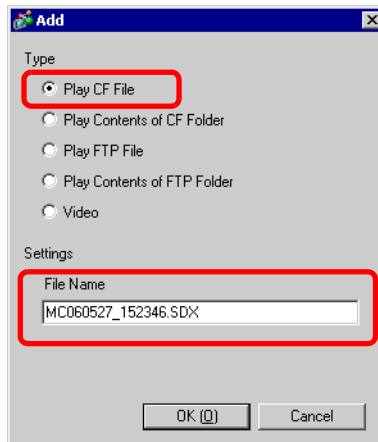 Add
Type
Play CF File
Play Contents of CF Folder
Play FTP File
Play Contents of FTP Folder
Video
Settings
File Name
MC060527_152346.SDX
OK (O) Cancel